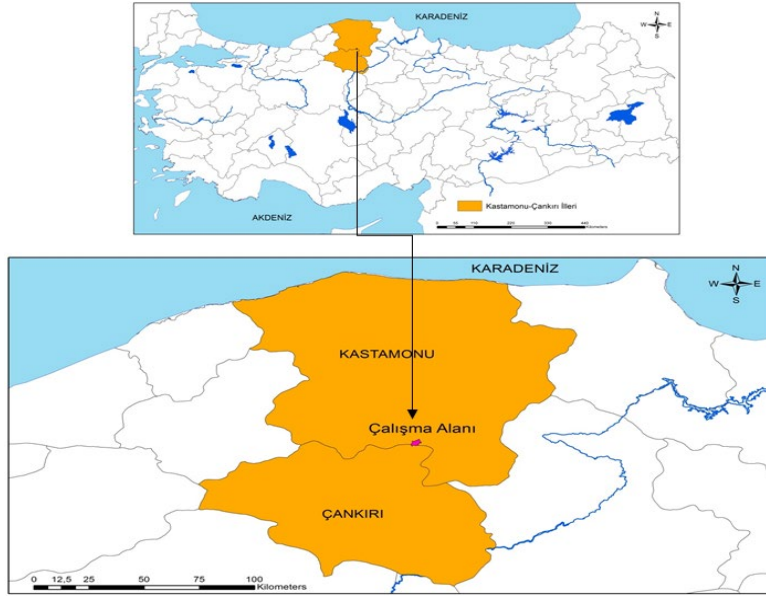 KARADENİZ
N
W E
S
AKDENİZ
Kastamonu-Çankırı İlleri
Kilometers
KARADENİZ
N
W E
S
KASTAMONU
Çalışma Alanı
ÇANKIRI
0 12,5 25 50 75 100
Kilometers